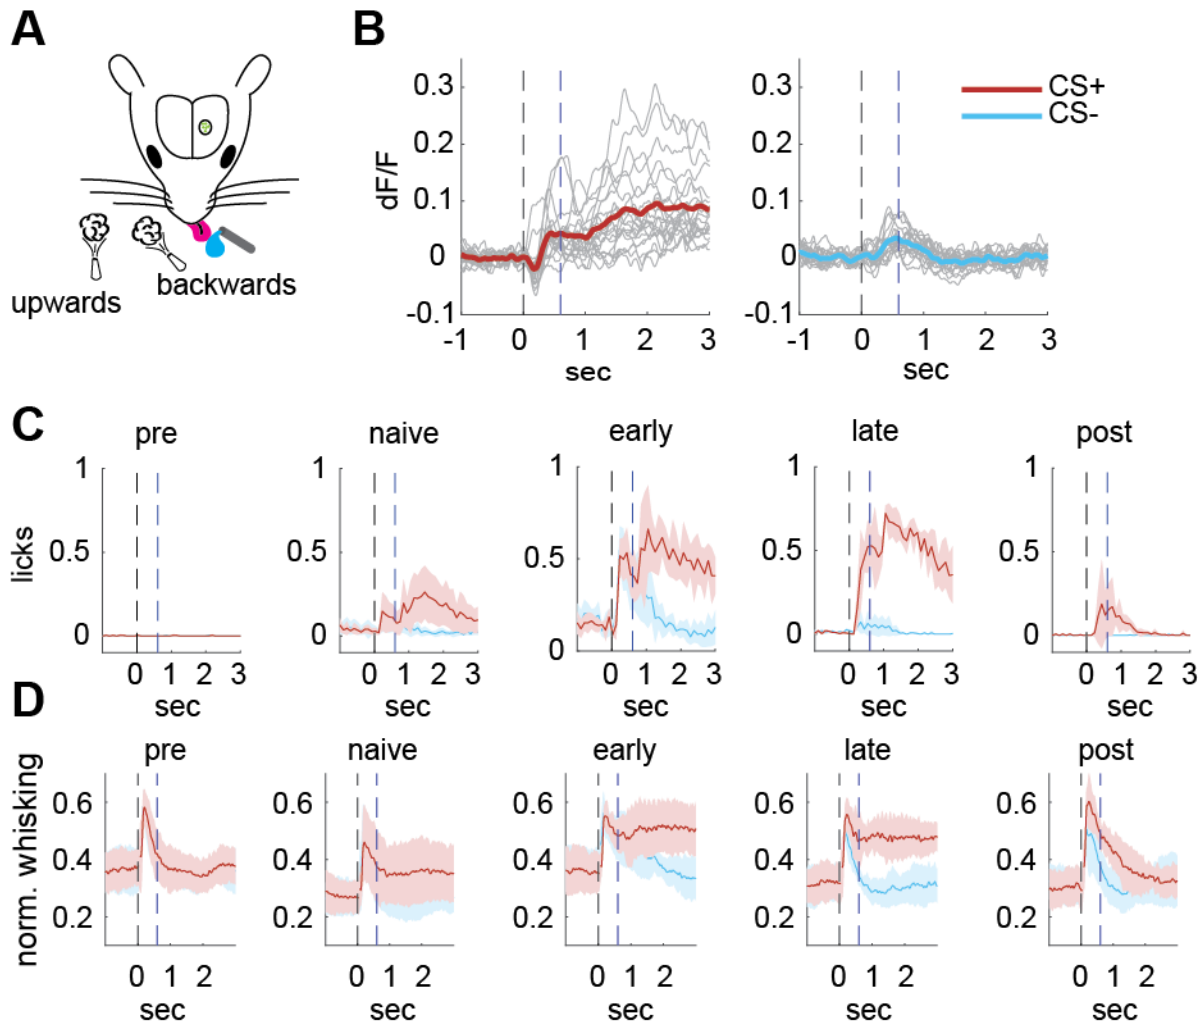 A
B
upwards
backwards
dF/F
0.3
0.2
0.1
0
-0.1
-1 0 1 2 3
sec
0.3
0.2
0.1
0
-0.1
-1 0 1 2 3
sec
CS+
CS-
C
pre naive early late post
licks
1
0.5
0
0 1 2 3
sec
1
0.5
0
0 1 2 3
sec
1
0.5
0
0 1 2 3
sec
1
0.5
0
0 1 2 3
sec
1
0.5
0
0 1 2 3
sec
D
pre naive early late post
norm. whisking
0.6
0.4
0.2
0 1 2
sec
0.6
0.4
0.2
0 1 2
sec
0.6
0.4
0.2
0 1 2
sec
0.6
0.4
0.2
0 1 2
sec
0.6
0.4
0.2
0 1 2
sec